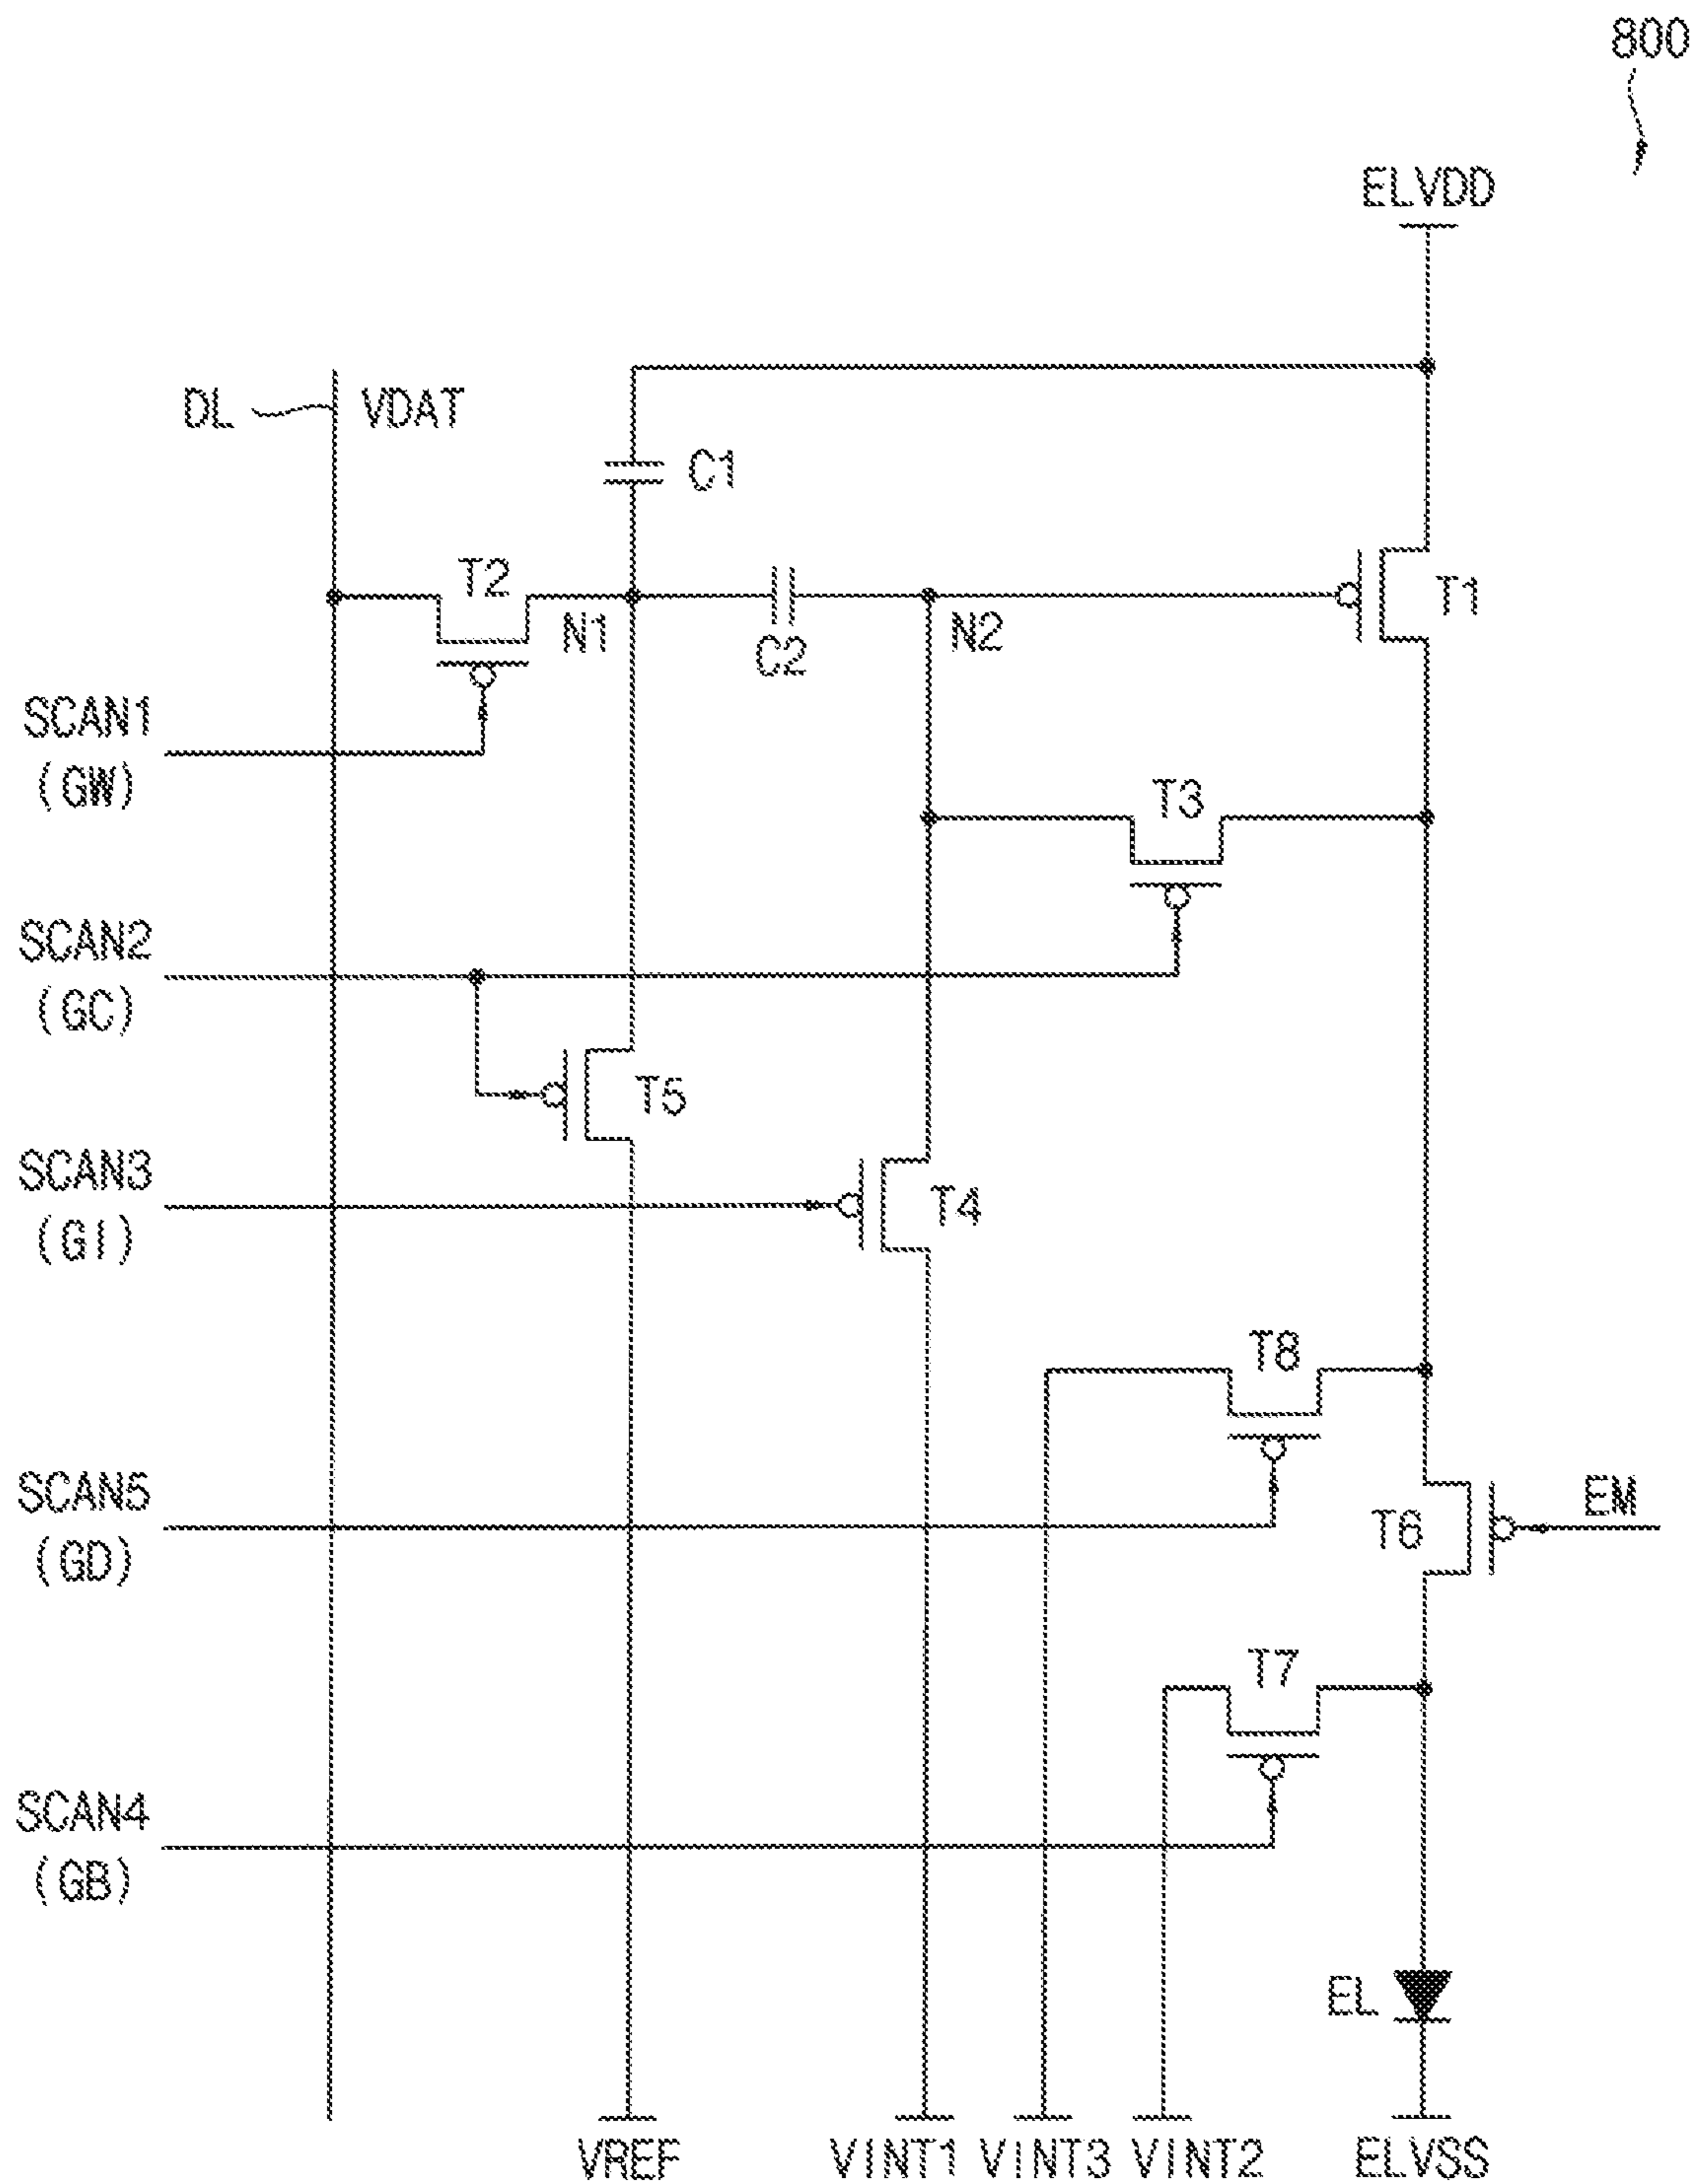 800
ELVDD
DL
VDAT
C1
T2
T1
N1
C2
N2
SCAN1
(GW)
T3
SCAN2
(GC)
T5
SCAN3
(GI)
T4
T8
SCAN5
(GD)
T6
EM
T7
SCAN4
(GB)
EL
VREF
VINT1
VINT3
VINT2
ELVSS